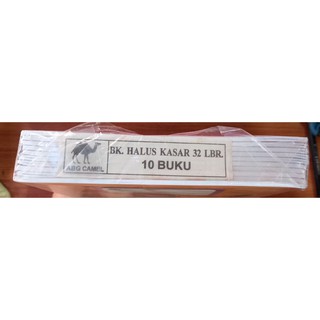 BK. HALUS KASAR 32 LBR.
10 BUKU
ABG CAMEL